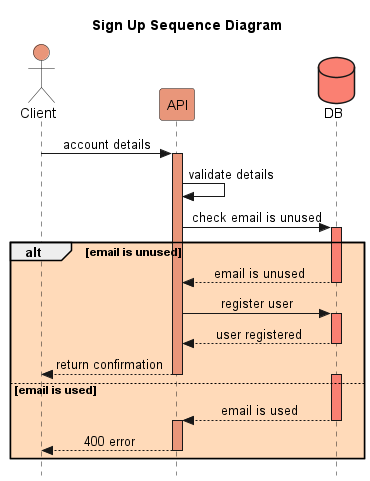 Sign Up Sequence Diagram
Client
API
DB
account details
validate details
check email is unused
alt
[email is unused]
email is unused
register user
user registered
return confirmation
[email is used]
email is used
400 error